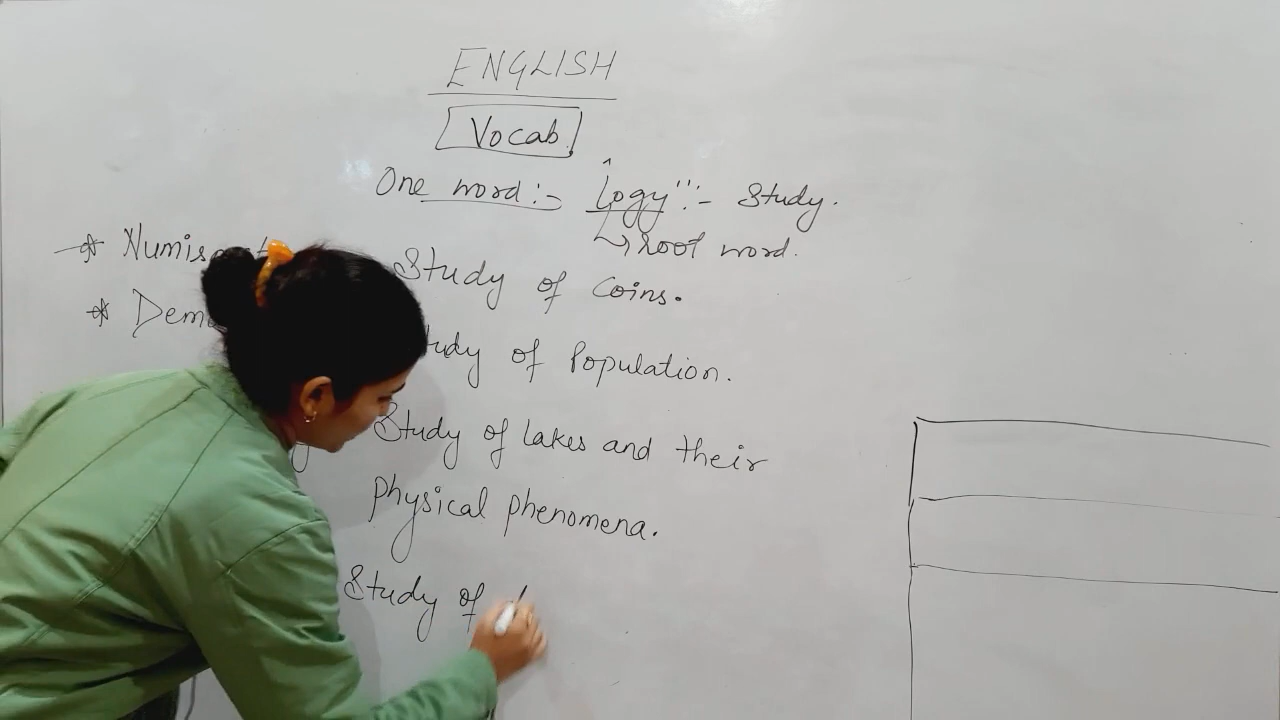 ENGLISH
Vocab
One word:- Logy''':- Study.
↳ root word.
* Numis Study of Coins.
* Dem udy of Population.
Study of lakes and their
physical phenomena.
Study of